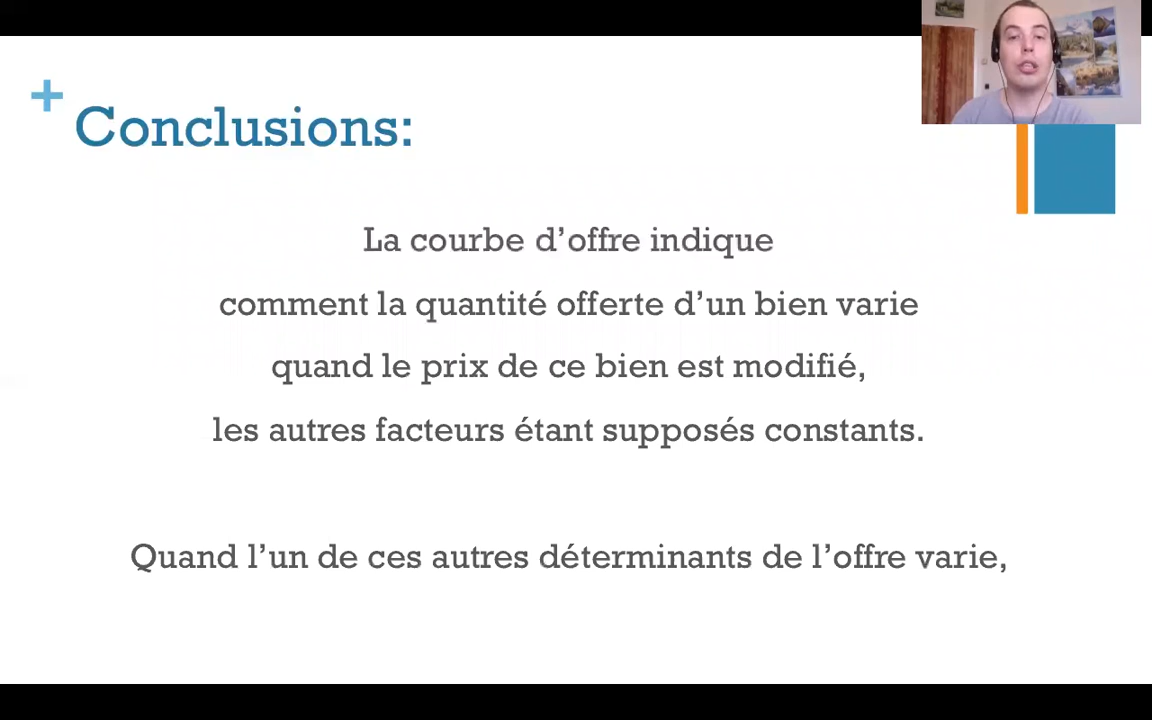 +
Conclusions:
La courbe d’offre indique
comment la quantité offerte d’un bien varie
quand le prix de ce bien est modifié,
les autres facteurs étant supposés constants.
Quand l’un de ces autres déterminants de l’offre varie,